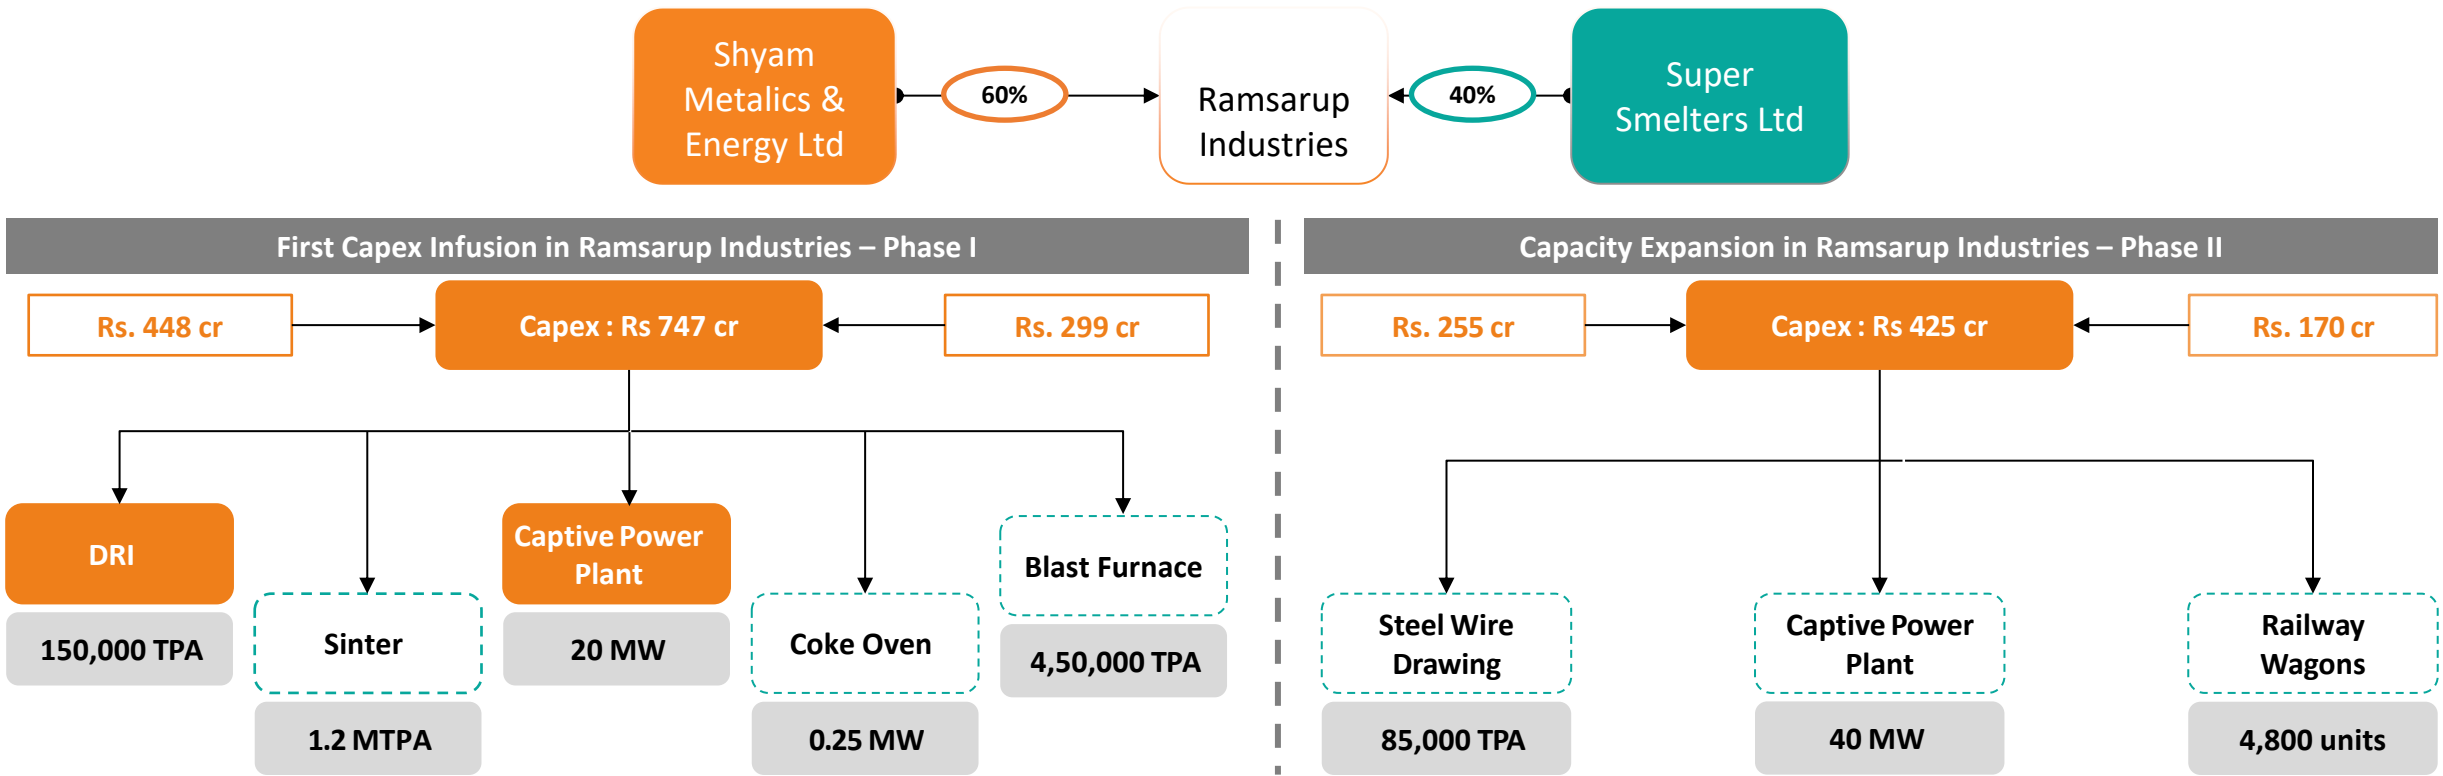 Shyam
Metalics &
Energy Ltd
60%
Ramsarup
Industries
40%
Super
Smelters Ltd
First Capex Infusion in Ramsarup Industries – Phase I
Rs. 448 cr
Capex : Rs 747 cr
Rs. 299 cr
DRI
150,000 TPA
Sinter
1.2 MTPA
Captive Power
Plant
20 MW
Coke Oven
0.25 MW
Blast Furnace
4,50,000 TPA
Capacity Expansion in Ramsarup Industries – Phase II
Rs. 255 cr
Capex : Rs 425 cr
Rs. 170 cr
Steel Wire
Drawing
85,000 TPA
Captive Power
Plant
40 MW
Railway
Wagons
4,800 units